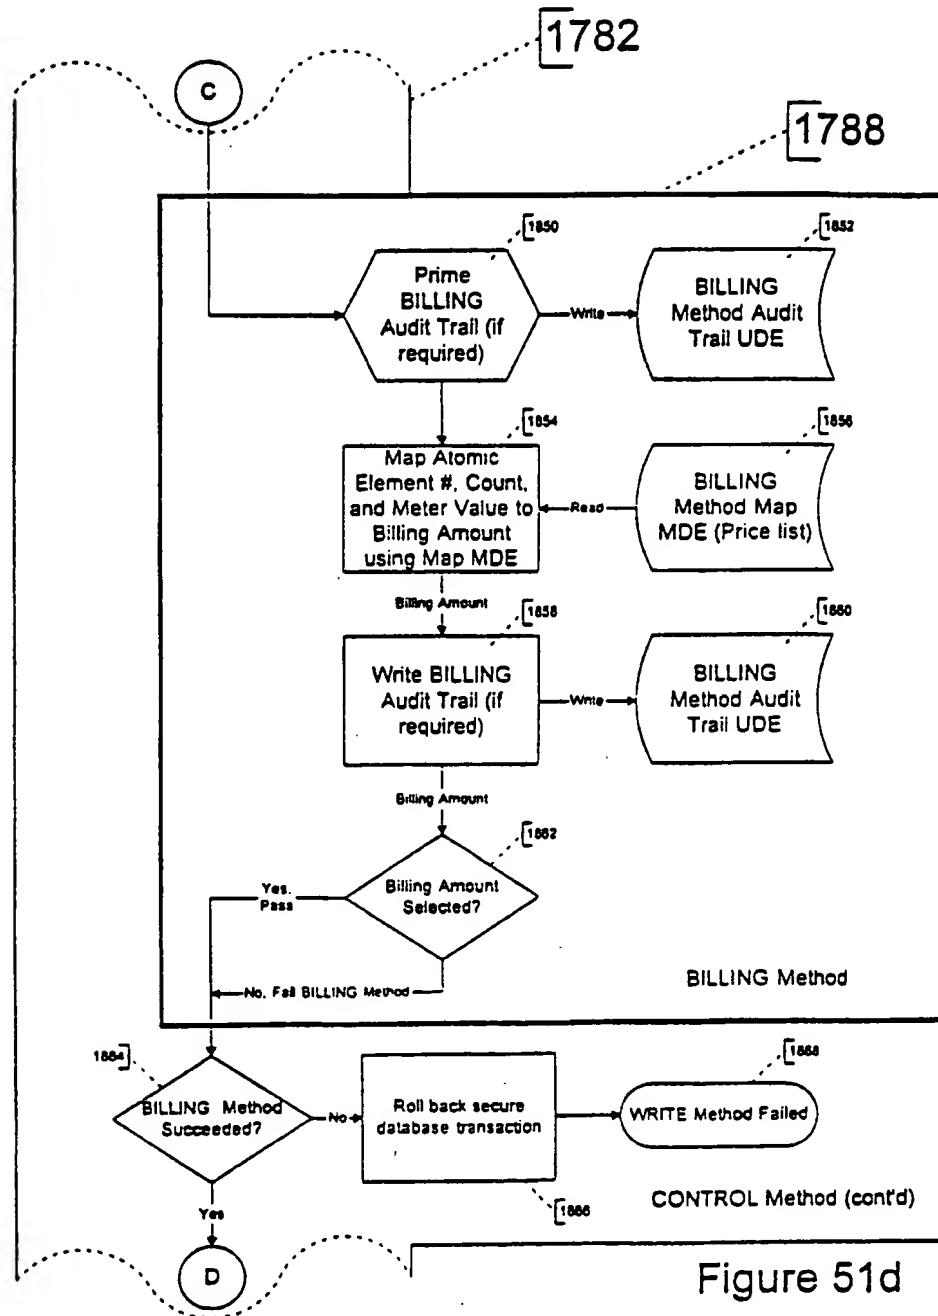 1782
C
1788
1850
1852
Prime
BILLING
Audit Trail (if
required)
Write
BILLING
Method Audit
Trail UDE
1854
1856
Map Atomic
Element #, Count,
and Meter Value to
Billing Amount
using Map MDE
Read
BILLING
Method Map
MDE (Price list)
Billing Amount
1858
1860
Write BILLING
Audit Trail (if
required)
Write
BILLING
Method Audit
Trail UDE
Billing Amount
1862
Billing Amount
Selected?
Yes.
Pass
No, Fail BILLING Method
BILLING Method
1864
BILLING Method
Succeeded?
No
Roll back secure
database transaction
1868
WRITE Method Failed
1866
CONTROL Method (cont'd)
Yes
D
Figure 51d